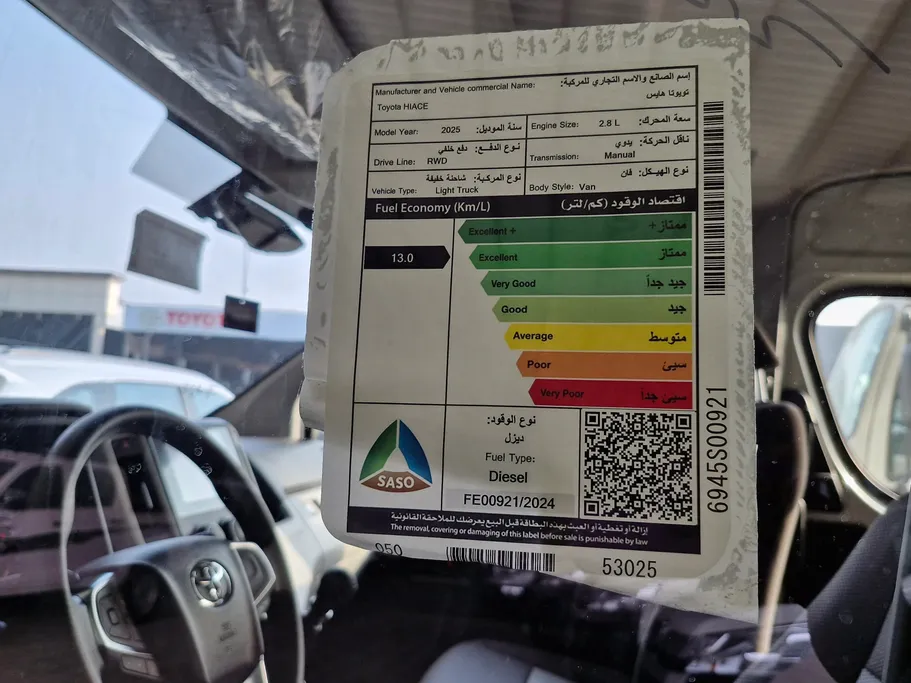 إسم الصانع والاسم التجاري للمركبة:
Manufacturer and Vehicle commercial Name:
تويوتا هايس
Toyota HIACE
Model Year: 2025 سنة الموديل:
Engine Size: 2.8 L سعة المحرك:
نوع الدفع: دفع خلفي
Drive Line: RWD
ناقل الحركة: يدوي
Transmission: Manual
نوع المركبة: شاحنة خفيفة
Vehicle Type: Light Truck
نوع الهيكل: فان
Body Style: Van
Fuel Economy (Km/L) اقتصاد الوقود (كم/لتر)
Excellent + ممتاز +
13.0
Excellent ممتاز
Very Good جيد جداً
Good جيد
Average متوسط
Poor سيئ
Very Poor سيئ جداً
SASO
نوع الوقود:
ديزل
Fuel Type:
Diesel
FE00921/2024
إزالة أو تغطية أو العبث بهذه البطاقة قبل البيع يعرضك للملاحقة القانونية
The removal, covering or damaging of this label before sale is punishable by law
050
53025
6945S00921
TOYOT